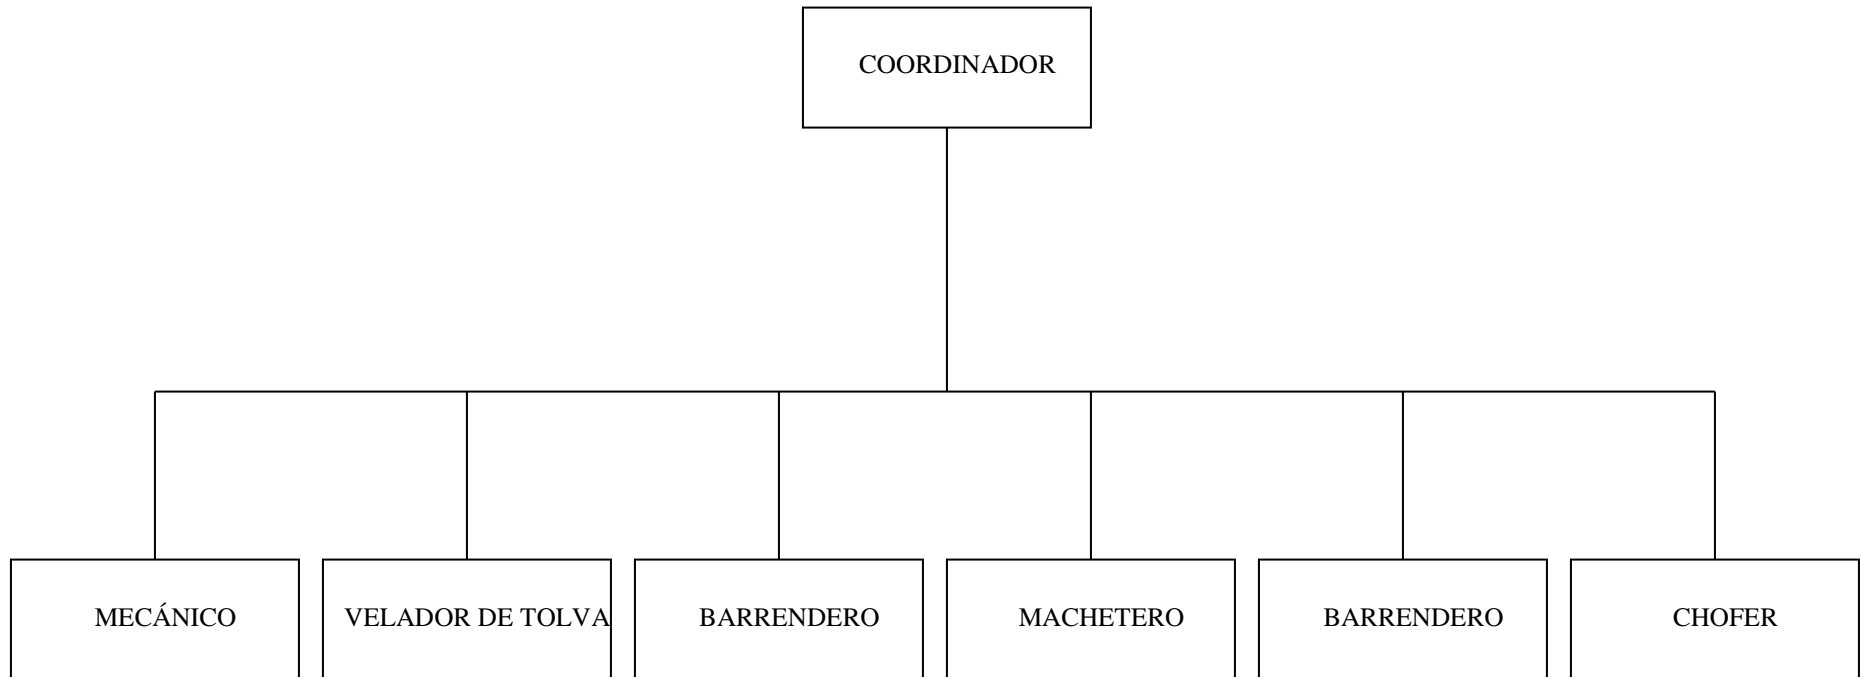 COORDINADOR
MECÁNICO
VELADOR DE TOLVA
BARRENDERO
MACHETERO
BARRENDERO
CHOFER